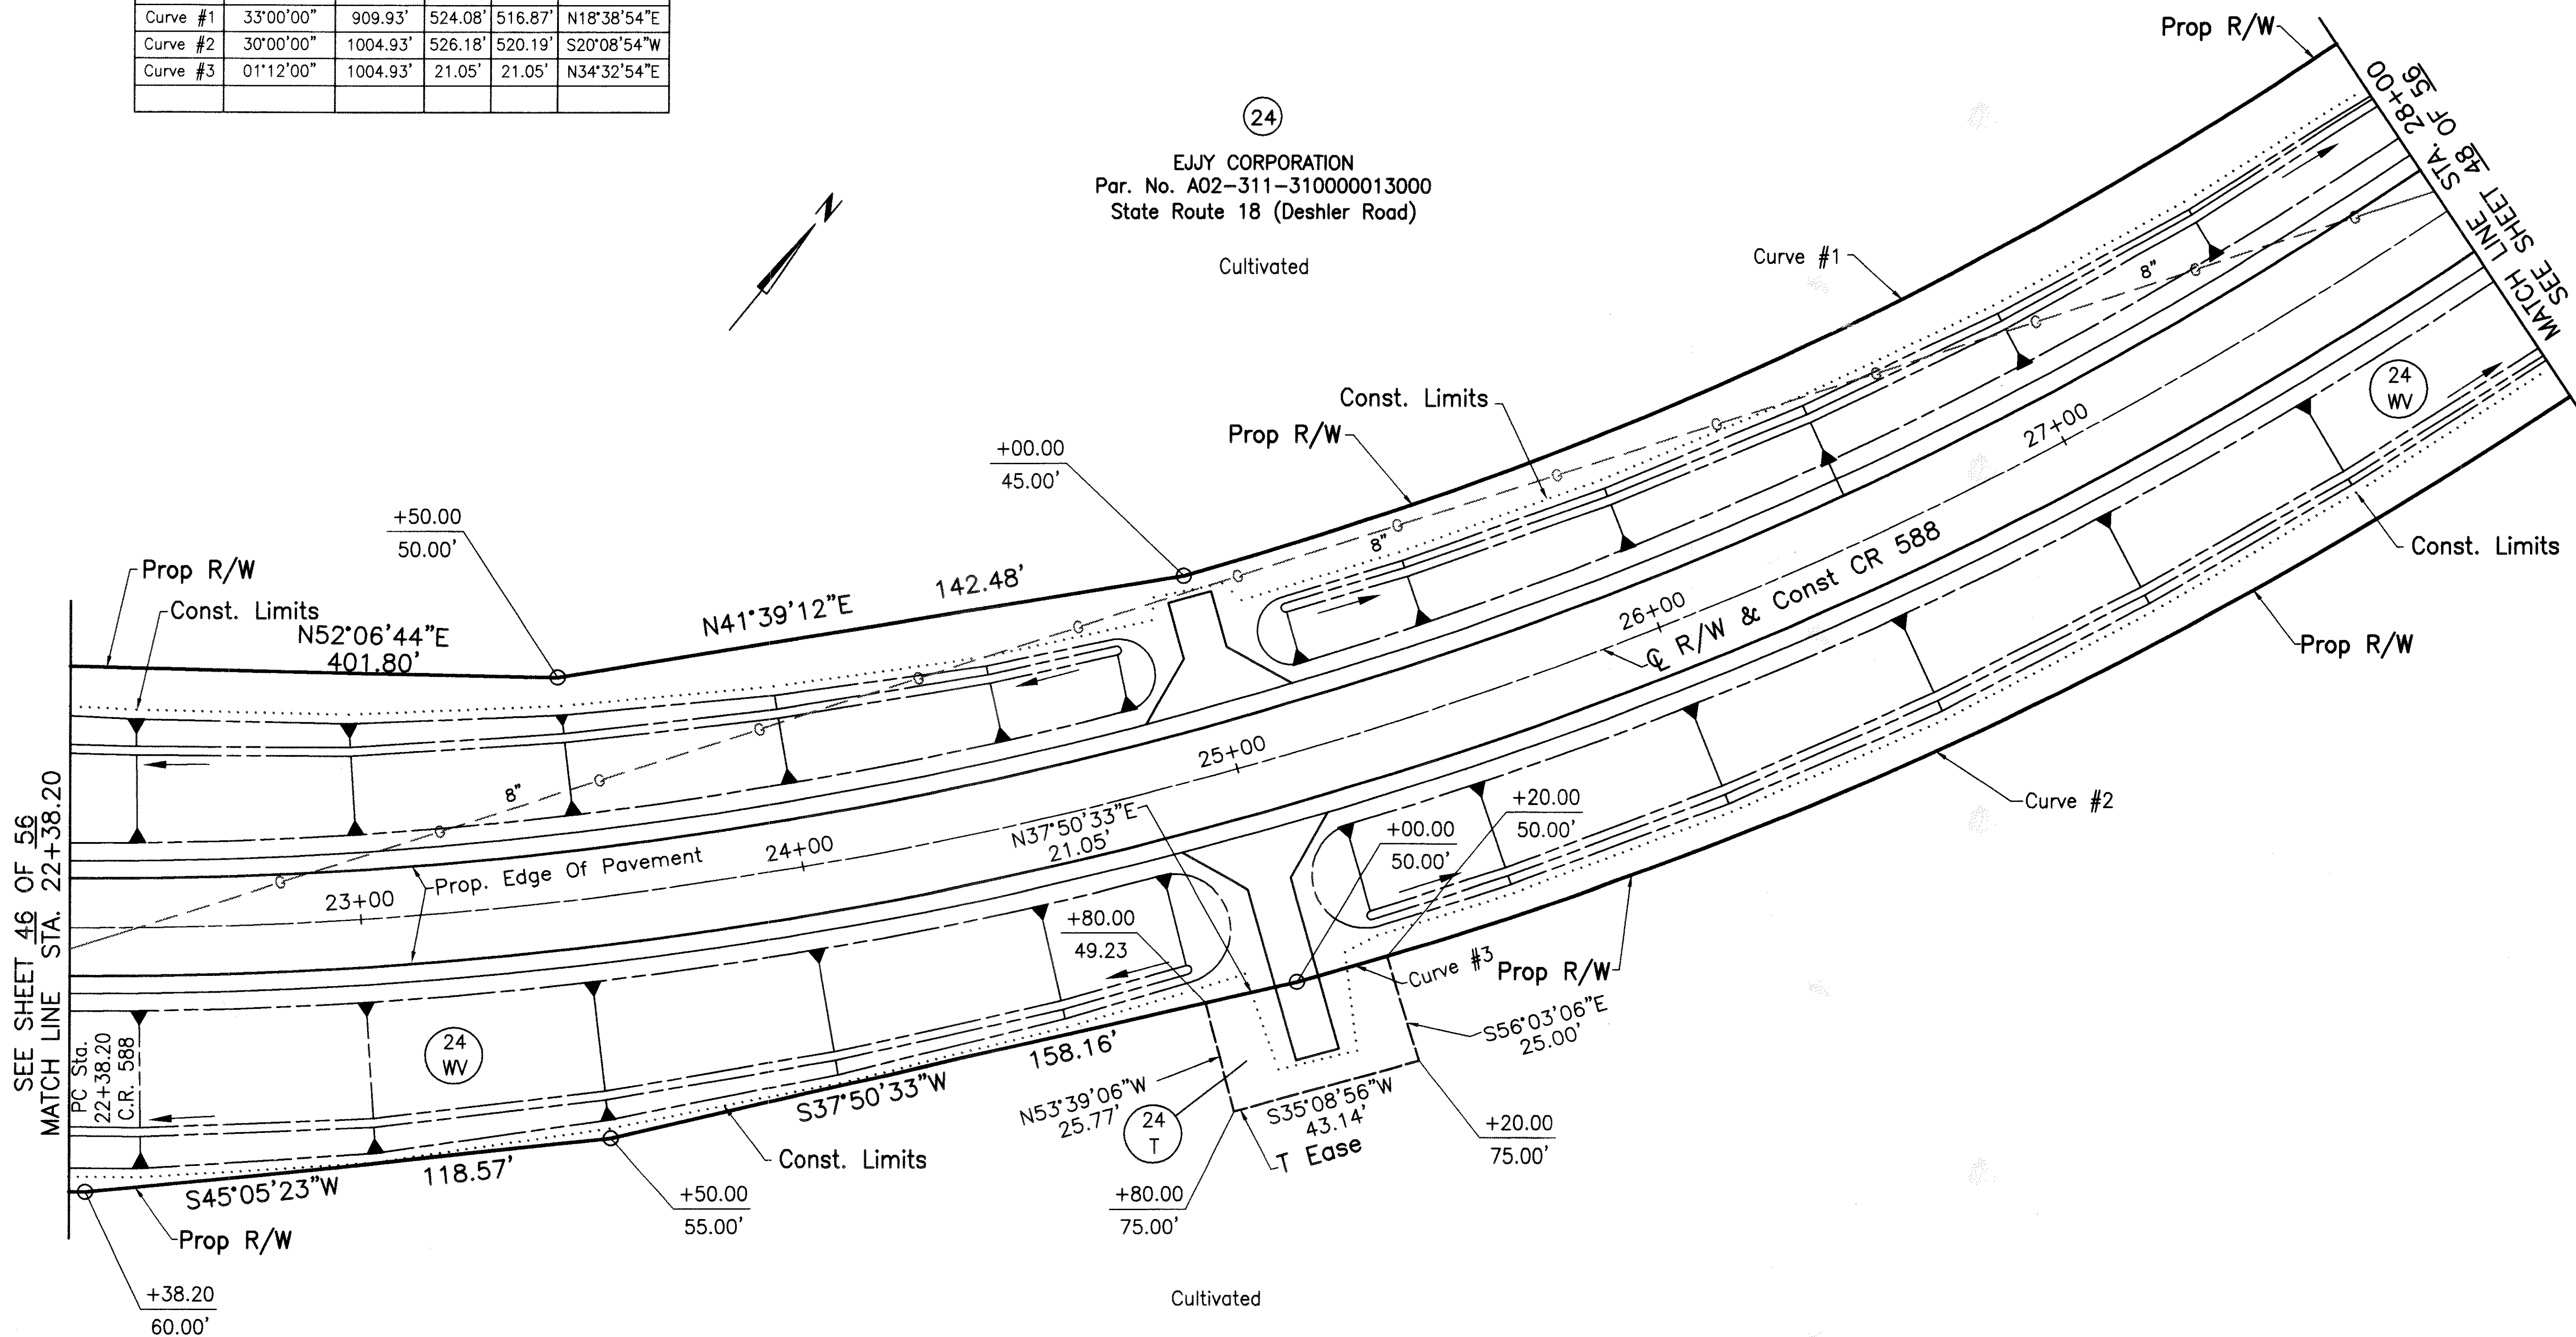 Curve #1 33°00'00" 909.93' 524.08' 516.87' N18°38'54"E
Curve #2 30°00'00" 1004.93' 526.18' 520.19' S20°08'54"W
Curve #3 01°12'00" 1004.93' 21.05' 21.05' N34°32'54"E
24
EJJY CORPORATION
Par. No. A02-311-310000013000
State Route 18 (Deshler Road)
Cultivated
N
Prop R/W
MATCH LINE STA. 28+00
SEE SHEET 48 OF 56
Curve #1
Const. Limits
Prop R/W
+00.00
45.00'
+50.00
50.00'
Prop R/W
Const. Limits
N52°06'44"E
401.80'
N41°39'12"E
142.48'
8"
8"
8"
24
WV
27+00
26+00
25+00
24+00
23+00
℄ R/W & Const CR 588
Const. Limits
Prop R/W
Curve #2
Prop. Edge Of Pavement
N37°50'33"E
21.05'
+20.00
50.00'
+00.00
50.00'
+80.00
49.23
Curve #3
Prop R/W
S56°03'06"E
25.00'
SEE SHEET 46 OF 56
MATCH LINE STA. 22+38.20
PC Sta.
22+38.20
C.R. 588
24
WV
158.16'
S37°50'33"W
N53°39'06"W
25.77'
24
T
S35°08'56"W
43.14'
T Ease
+20.00
75.00'
+80.00
75.00'
Const. Limits
118.57'
S45°05'23"W
+50.00
55.00'
Prop R/W
+38.20
60.00'
Cultivated